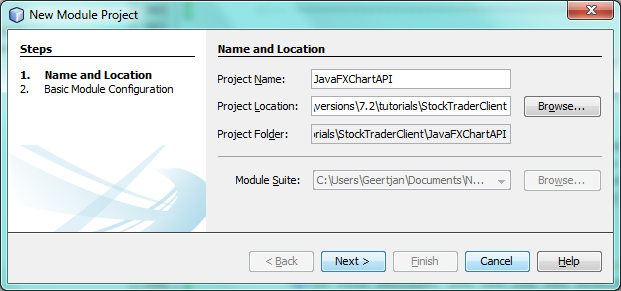 New Module Project
Steps
1. Name and Location
2. Basic Module Configuration
Name and Location
Project Name: JavaFXChartAPI
Project Location: versions\7.2\tutorials\StockTraderClient Browse...
Project Folder: rials\StockTraderClient\JavaFXChartAPI
Module Suite: C:\Users\Geertjan\Documents\N... Browse...
< Back Next > Finish Cancel Help